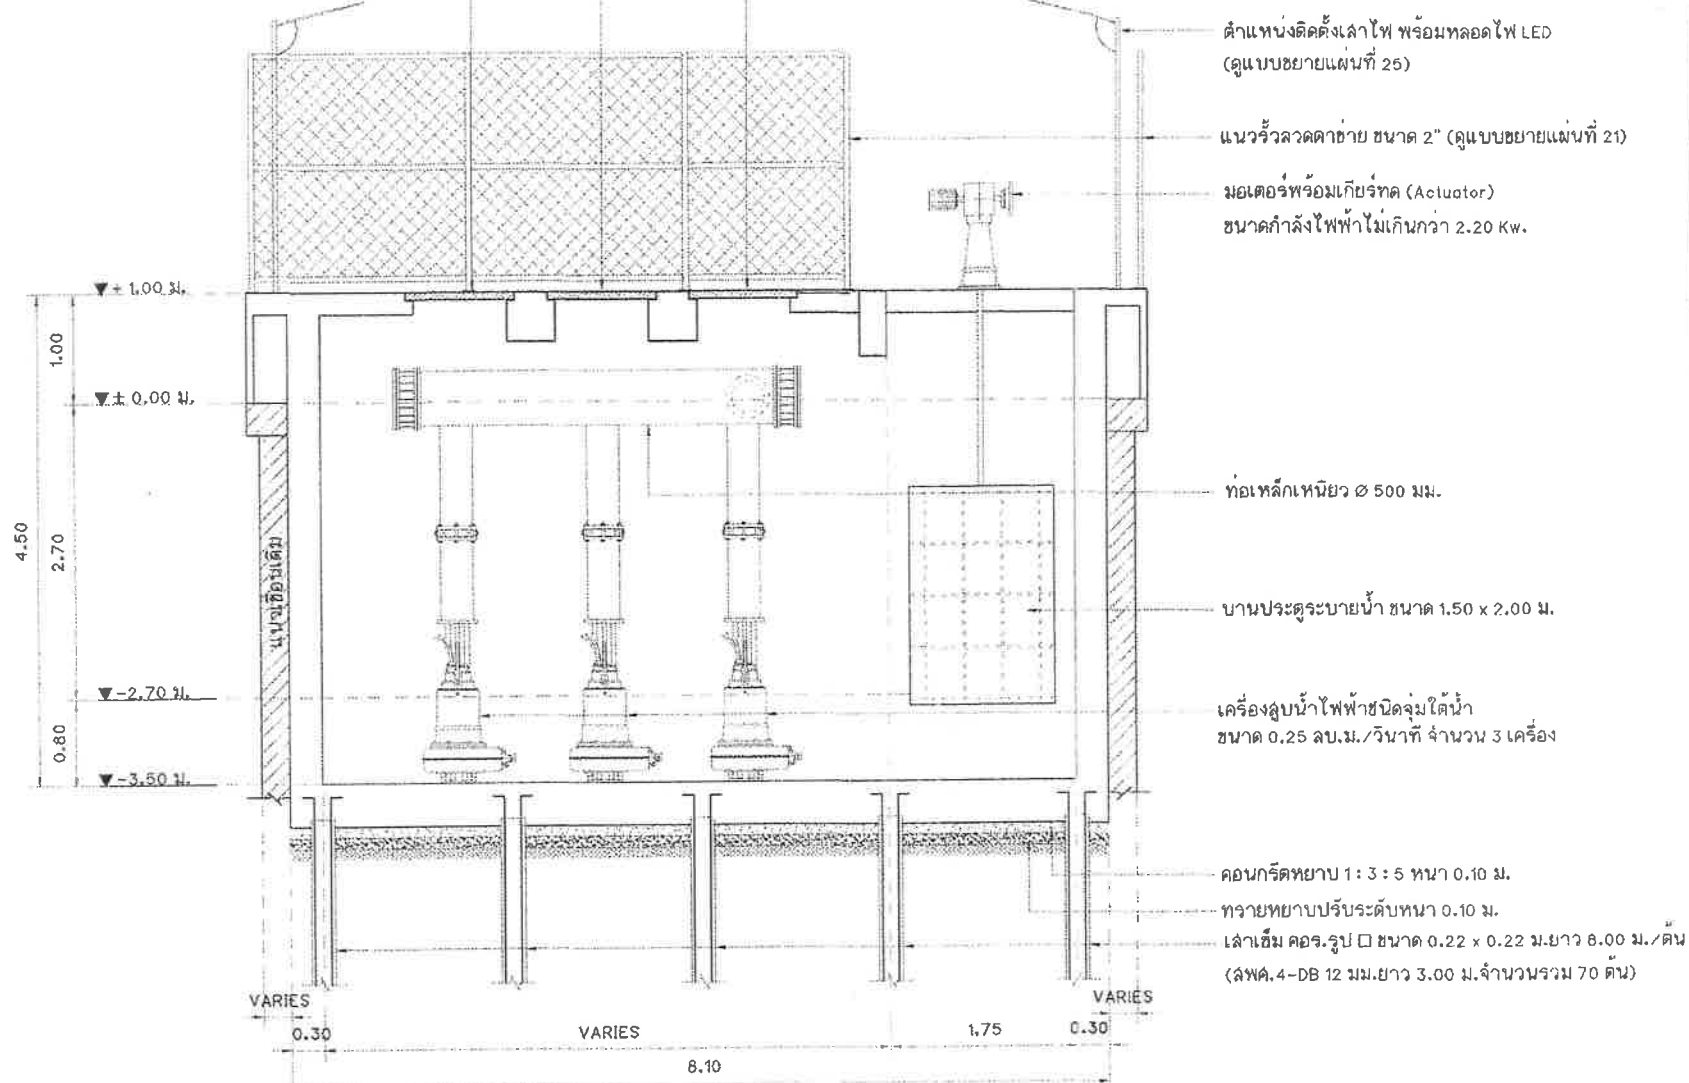 ตำแหน่งติดตั้งเสาไฟ พร้อมหลอดไฟ LED
(ดูแบบขยายแผ่นที่ 25)
แนวรั้วลวดตาข่าย ขนาด 2" (ดูแบบขยายแผ่นที่ 21)
มอเตอร์พร้อมเกียร์ทด (Actuator)
ขนาดกำลังไฟฟ้าไม่เกินกว่า 2.20 Kw.
+ 1.00 ม.
1.00
± 0.00 ม.
ท่อเหล็กเหนียว Ø 500 มม.
4.50
2.70
แนวเขื่อนเดิม
บานประตูระบายน้ำ ขนาด 1.50 x 2.00 ม.
-2.70 ม.
เครื่องสูบน้ำไฟฟ้าชนิดจุ่มใต้น้ำ
ขนาด 0.25 ลบ.ม./วินาที จำนวน 3 เครื่อง
0.80
-3.50 ม.
คอนกรีตหยาบ 1 : 3 : 5 หนา 0.10 ม.
ทรายหยาบปรับระดับหนา 0.10 ม.
เสาเข็ม คอร.รูป □ ขนาด 0.22 x 0.22 ม.ยาว 8.00 ม./ต้น
(สพค.4-DB 12 มม.ยาว 3.00 ม.จำนวนรวม 70 ต้น)
VARIES
VARIES
0.30
VARIES
1.75
0.30
8.10